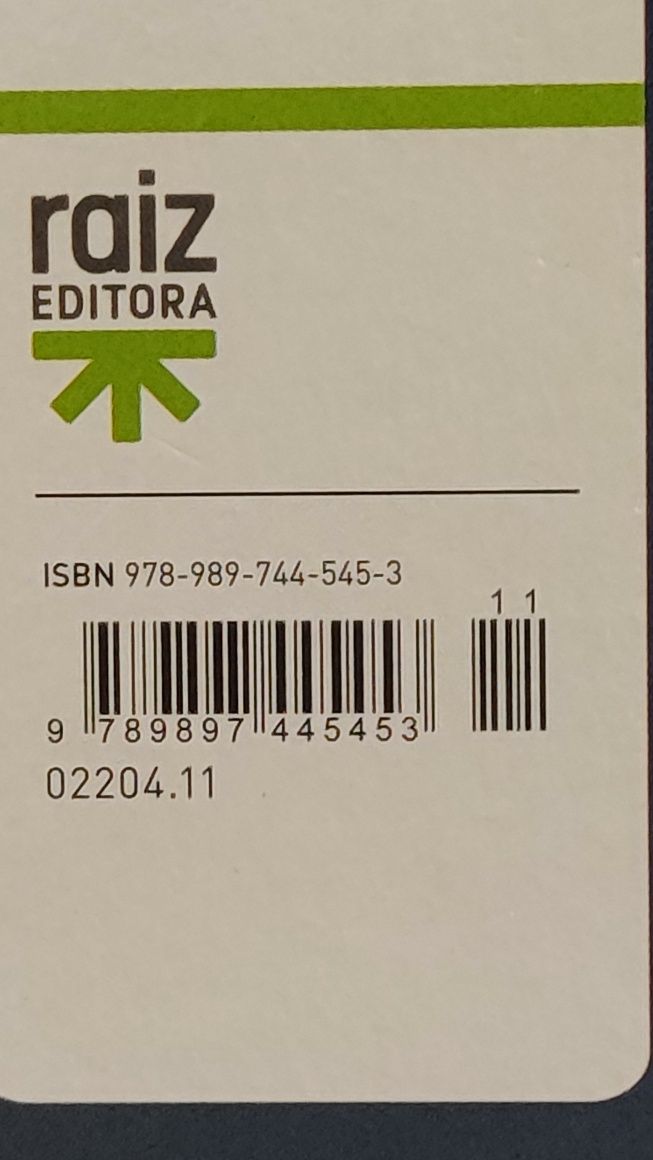 raiz
EDITORA
ISBN 978-989-744-545-3
1 1
9 789897 445453
02204.11